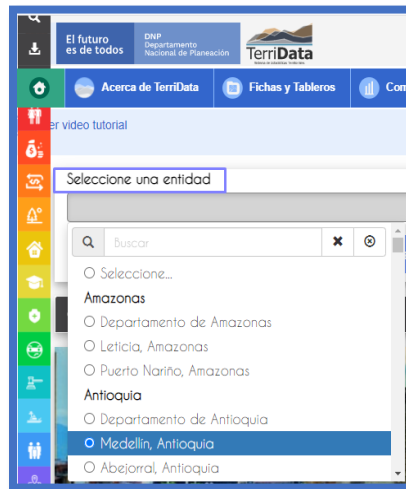 El futuro
es de todos
DNP
Departamento
Nacional de Planeación
TerriData
Acerca de TerriData
Fichas y Tableros
Com
er video tutorial
Seleccione una entidad
Buscar
Seleccione...
Amazonas
Departamento de Amazonas
Leticia, Amazonas
Puerto Nariño, Amazonas
Antioquia
Departamento de Antioquia
Medellín, Antioquia
Abejorral, Antioquia